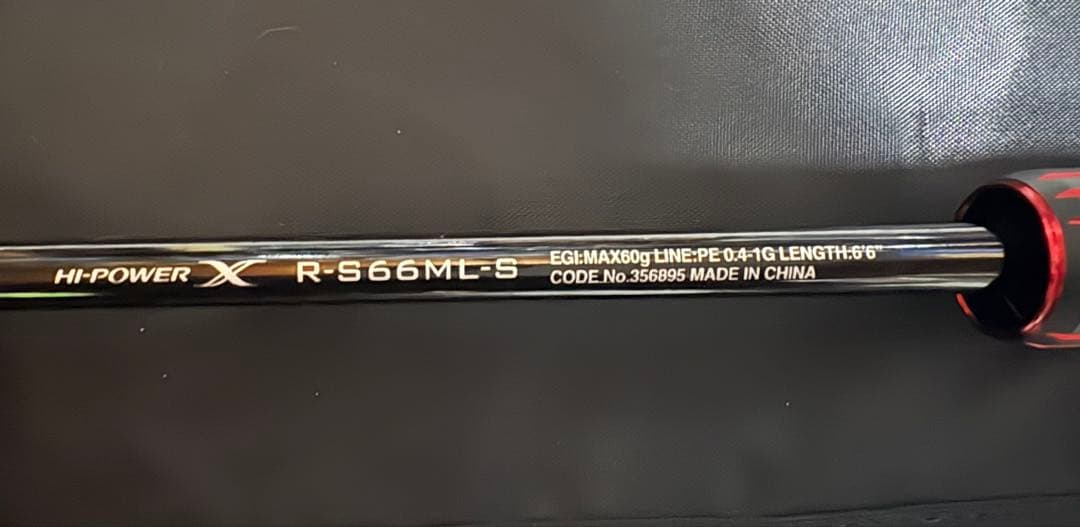 HI-POWER X R-S66ML-S
EGI:MAX60g LINE:PE 0.4-1G LENGTH:6'6"
CODE.No.356895 MADE IN CHINA